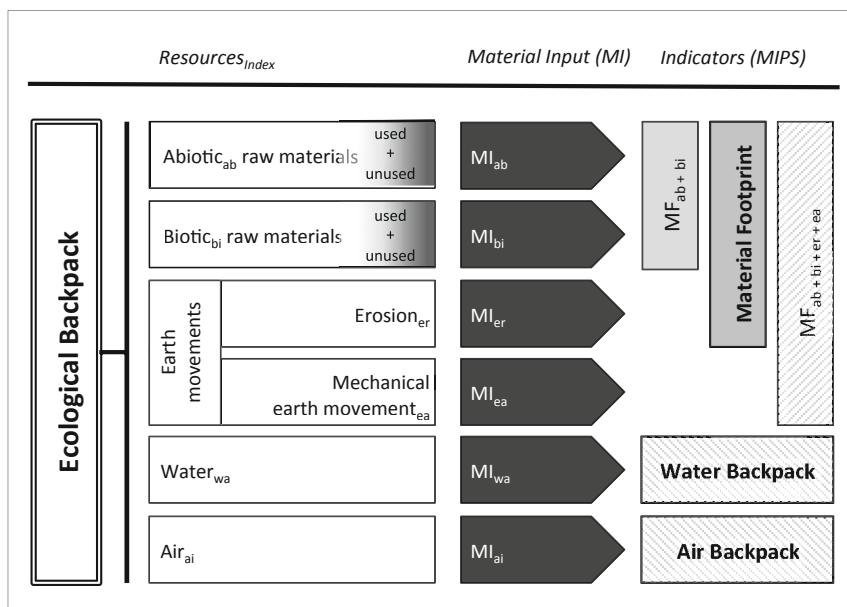 Resources_Index
Material Input (MI)
Indicators (MIPS)
Ecological Backpack
Abiotic_ab raw materials
used
+
unused
MI_ab
Biotic_bi raw materials
used
+
unused
MI_bi
Earth
movements
Erosion_er
MI_er
Mechanical
earth movement_ea
MI_ea
MF_ab + bi
Material Footprint
MF_ab + bi + er + ea
Water_wa
MI_wa
Water Backpack
Air_ai
MI_ai
Air Backpack